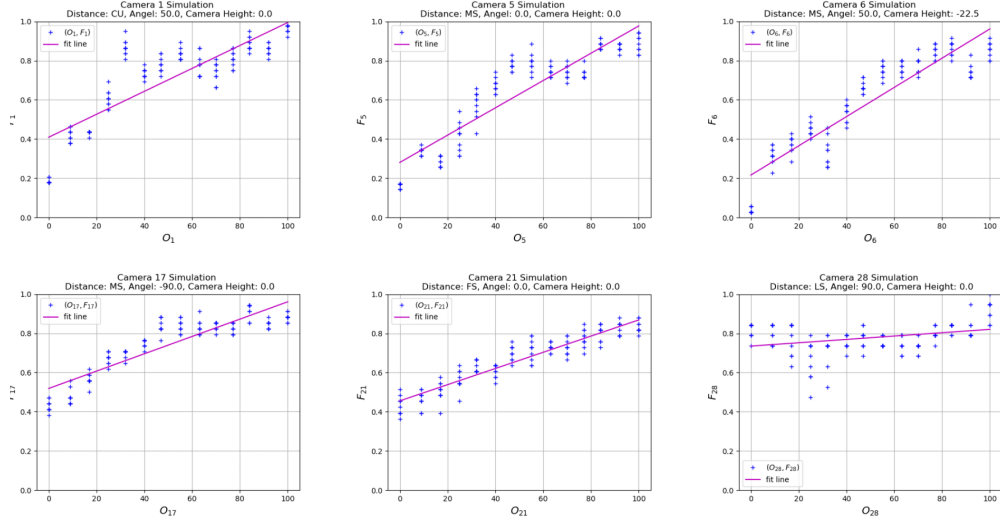 Camera 1 Simulation
Distance: CU, Angel: 50.0, Camera Height: 0.0
(O1, F1)
fit line
1.0
0.8
0.6
0.4
0.2
0.0
0 20 40 60 80 100
O1
Camera 5 Simulation
Distance: MS, Angel: 0.0, Camera Height: 0.0
(O5, F5)
fit line
F5
1.0
0.8
0.6
0.4
0.2
0.0
0 20 40 60 80 100
O5
Camera 6 Simulation
Distance: MS, Angel: 50.0, Camera Height: -22.5
(O6, F6)
fit line
F6
1.0
0.8
0.6
0.4
0.2
0.0
0 20 40 60 80 100
O6
Camera 17 Simulation
Distance: MS, Angel: -90.0, Camera Height: 0.0
(O17, F17)
fit line
1.0
0.8
0.6
0.4
0.2
0.0
0 20 40 60 80 100
O17
Camera 21 Simulation
Distance: FS, Angel: 0.0, Camera Height: 0.0
(O21, F21)
fit line
F21
1.0
0.8
0.6
0.4
0.2
0.0
0 20 40 60 80 100
O21
Camera 28 Simulation
Distance: LS, Angel: 90.0, Camera Height: 0.0
F28
1.0
0.8
0.6
0.4
0.2
0.0
(O28, F28)
fit line
0 20 40 60 80 100
O28